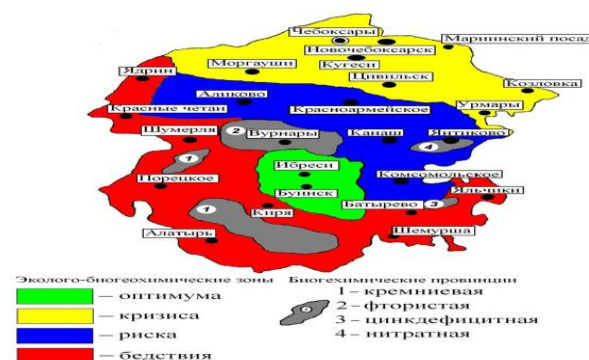 Чебоксары
Новочебоксарск
Мариинский посад
Кугеси
Моргауши
Ядрин
Цивильск
Козловка
Аликово
Красноармейское
Красные четаи
Урмары
Шумерля
2
Вурнары
Канаш
Янтиково
4
1
Ибреси
Порецкое
Буинск
Комсомольское
Яльчики
1
Киря
Батырево
3
Алатырь
Шемурша
Эколого-биогеохимические зоны
– оптимума
– кризиса
– риска
– бедствия
Биогехимические провинции
1 – кремниевая
2 – фтористая
3 – цинкдефицитная
4 – нитратная